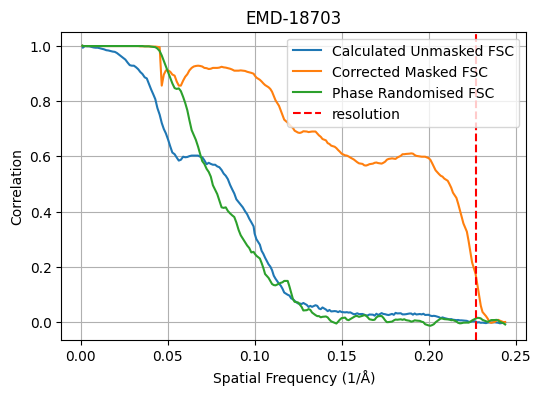 EMD-18703
Calculated Unmasked FSC
Corrected Masked FSC
Phase Randomised FSC
resolution
Correlation
1.0
0.8
0.6
0.4
0.2
0.0
0.00 0.05 0.10 0.15 0.20 0.25
Spatial Frequency (1/Å)